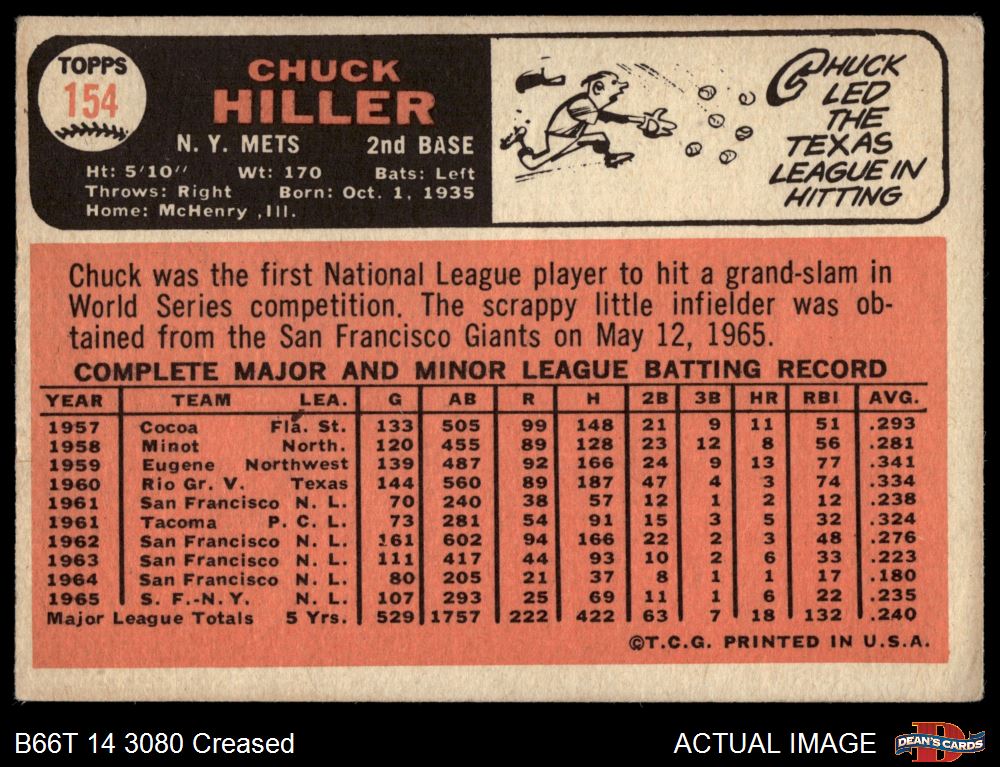 TOPPS
154
CHUCK
HILLER
N. Y. METS 2nd BASE
Ht: 5'10" Wt: 170 Bats: Left
Throws: Right Born: Oct. 1, 1935
Home: McHenry ,Ill.
CHUCK
LED
THE
TEXAS
LEAGUE IN
HITTING
Chuck was the first National League player to hit a grand-slam in
World Series competition. The scrappy little infielder was ob-
tained from the San Francisco Giants on May 12, 1965.
COMPLETE MAJOR AND MINOR LEAGUE BATTING RECORD
YEAR TEAM LEA. G AB R H 2B 3B HR RBI AVG.
1957 Cocoa Fla. St. 133 505 99 148 21 9 11 51 .293
1958 Minot North. 120 455 89 128 23 12 8 56 .281
1959 Eugene Northwest 139 487 92 166 24 9 13 77 .341
1960 Rio Gr. V. Texas 144 560 89 187 47 4 3 74 .334
1961 San Francisco N. L. 70 240 38 57 12 1 2 12 .238
1961 Tacoma P. C. L. 73 281 54 91 15 3 5 32 .324
1962 San Francisco N. L. 161 602 94 166 22 2 3 48 .276
1963 San Francisco N. L. 111 417 44 93 10 2 6 33 .223
1964 San Francisco N. L. 80 205 21 37 8 1 1 17 .180
1965 S. F.-N. Y. N. L. 107 293 25 69 11 1 6 22 .235
Major League Totals 5 Yrs. 529 1757 222 422 63 7 18 132 .240
©T.C.G. PRINTED IN U.S.A.
B66T 14 3080 Creased
ACTUAL IMAGE
D
DEAN'S CARDS